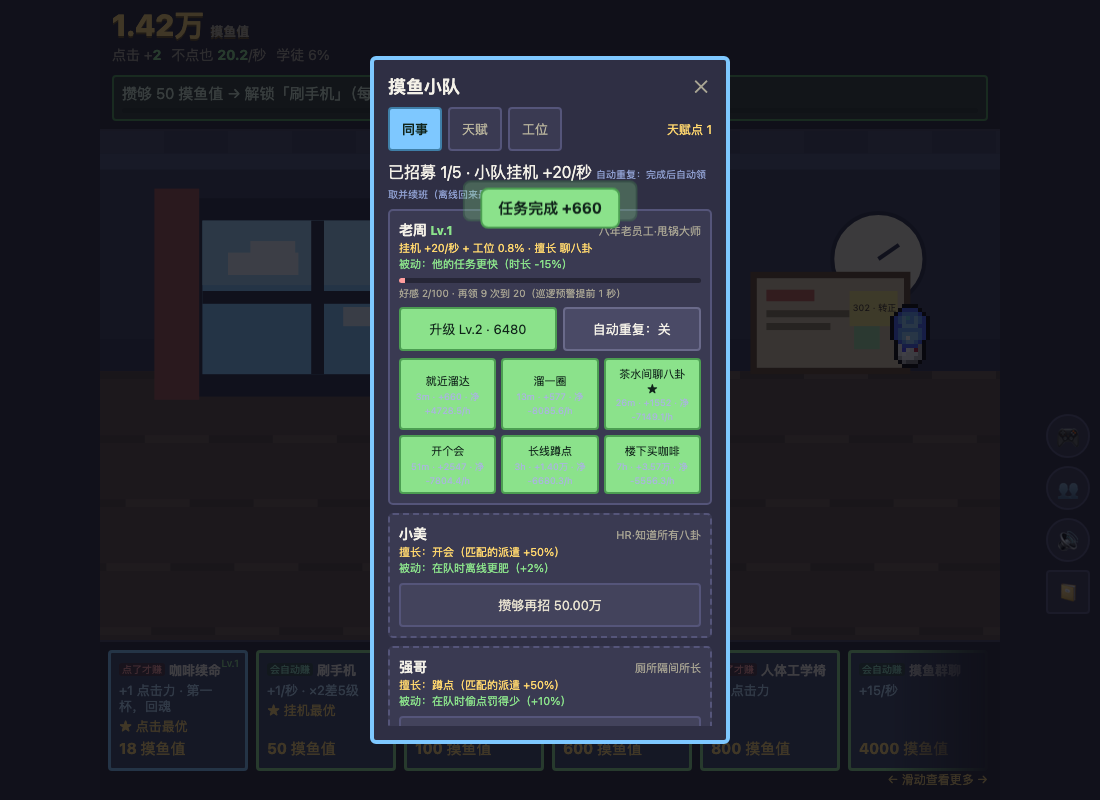 1.42万 摸鱼值
点击 +2 不点也 20.2/秒 学徒 6%
攒够 50 摸鱼值 → 解锁「刷手机」（每
摸鱼小队
同事
天赋
工位
天赋点 1
已招募 1/5 · 小队挂机 +20/秒 自动重复：完成后自动领
取并续班（离线回来
任务完成 +660
老周 Lv.1
八年老员工·甩锅大师
挂机 +20/秒 + 工位 0.8% · 擅长 聊八卦
被动：他的任务更快（时长 -15%）
好感 2/100 · 再领 9 次到 20（巡逻预警提前 1 秒）
升级 Lv.2 · 6480
自动重复：关
就近溜达
溜一圈
茶水间聊八卦
★
开个会
长线蹲点
楼下买咖啡
小美
HR·知道所有八卦
擅长：开会（匹配的派遣 +50%）
被动：在队时离线更肥（+2%）
攒够再招 50.00万
强哥
厕所隔间所长
擅长：蹲点（匹配的派遣 +50%）
被动：在队时偷点罚得少（+10%）
302 · 转正
点了才赚 咖啡续命 Lv.1
+1 点击力 · 第一
杯，回魂
★ 点击最优
18 摸鱼值
会自动赚 刷手机
+1/秒 · ×2差5级
★ 挂机最优
50 摸鱼值
100 摸鱼值
600 摸鱼值
人体工学椅
点击力
800 摸鱼值
会自动赚 摸鱼群聊
+15/秒
4000 摸鱼值
← 滑动查看更多 →